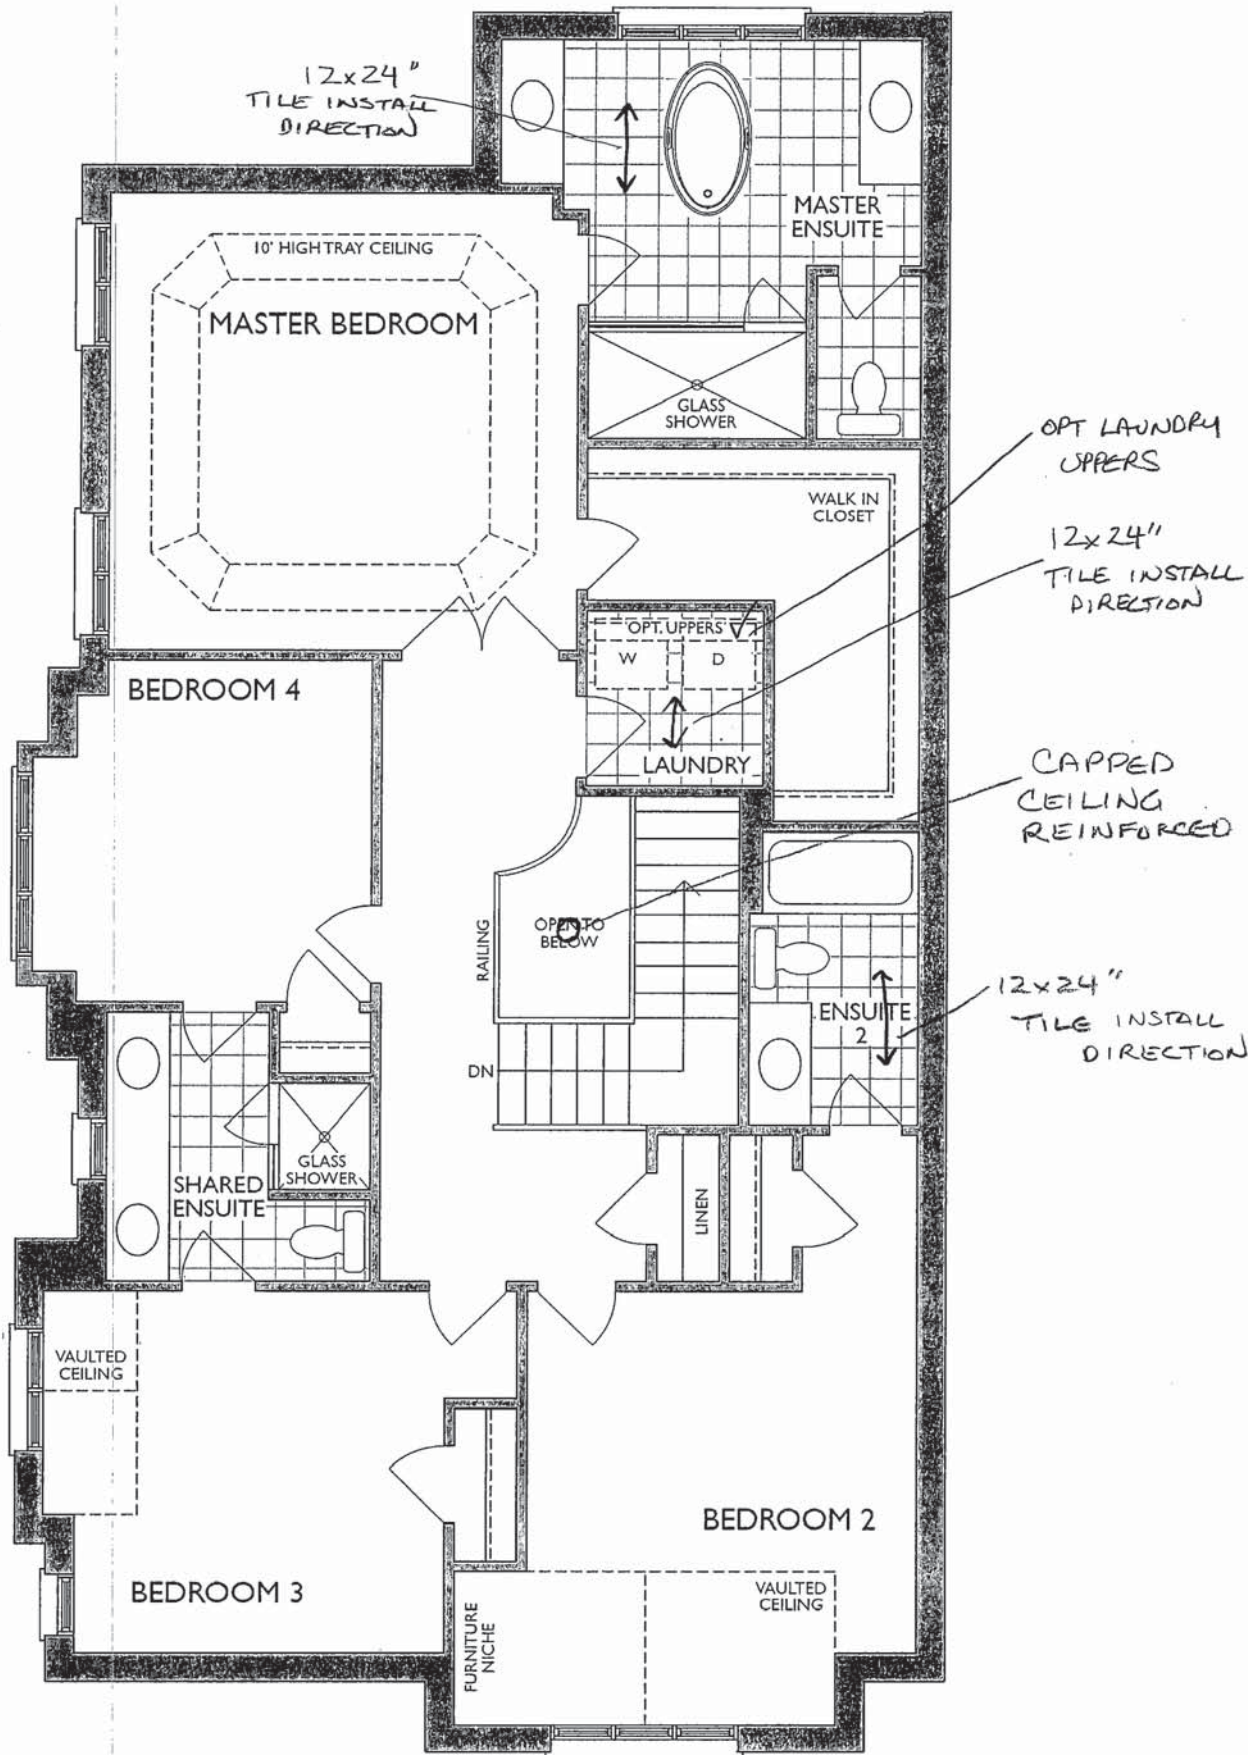 12x24"
TILE INSTALL
DIRECTION
MASTER
ENSUITE
10' HIGH TRAY CEILING
MASTER BEDROOM
GLASS
SHOWER
OPT LAUNDRY
UPPERS
WALK IN
CLOSET
12x24"
TILE INSTALL
DIRECTION
OPT. UPPERS
W
D
BEDROOM 4
LAUNDRY
CAPPED
CEILING
REINFORCED
RAILING
OPEN TO
BELOW
12x24"
TILE INSTALL
DIRECTION
ENSUITE
2
DN
GLASS
SHOWER
SHARED
ENSUITE
LINEN
VAULTED
CEILING
BEDROOM 2
BEDROOM 3
VAULTED
CEILING
FURNITURE
NICHE